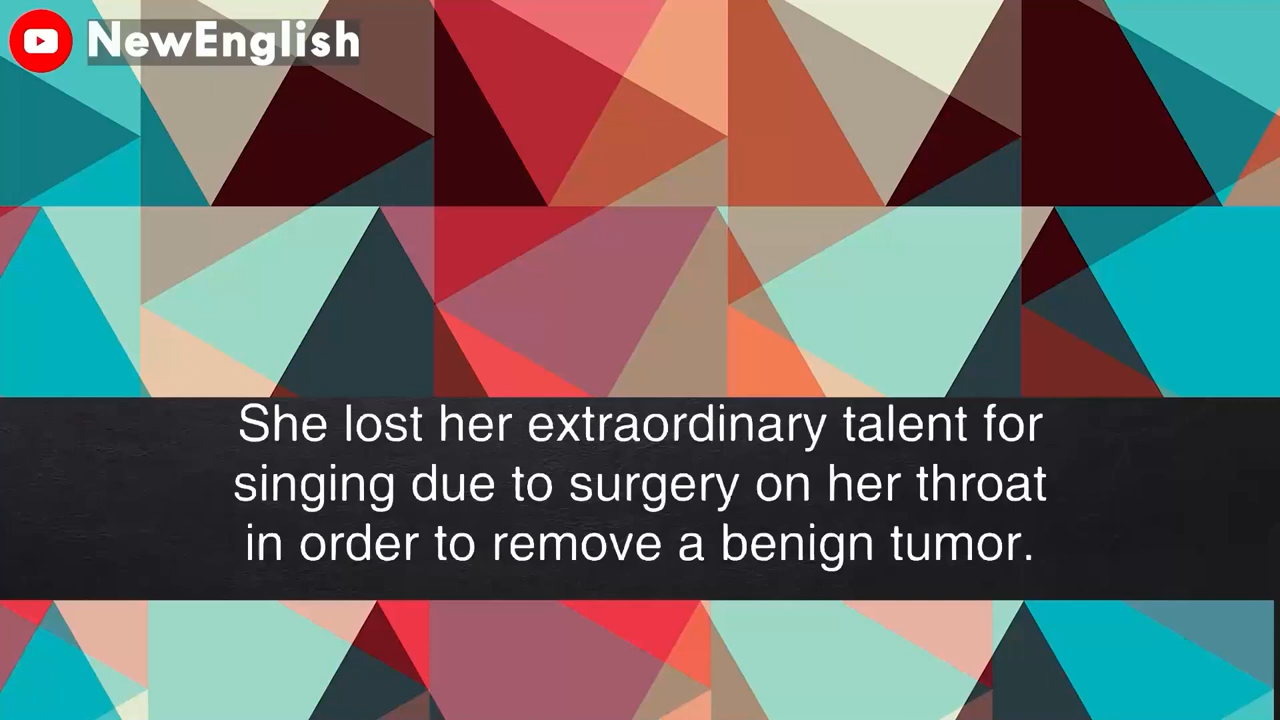 NewEnglish
She lost her extraordinary talent for
singing due to surgery on her throat
in order to remove a benign tumor.